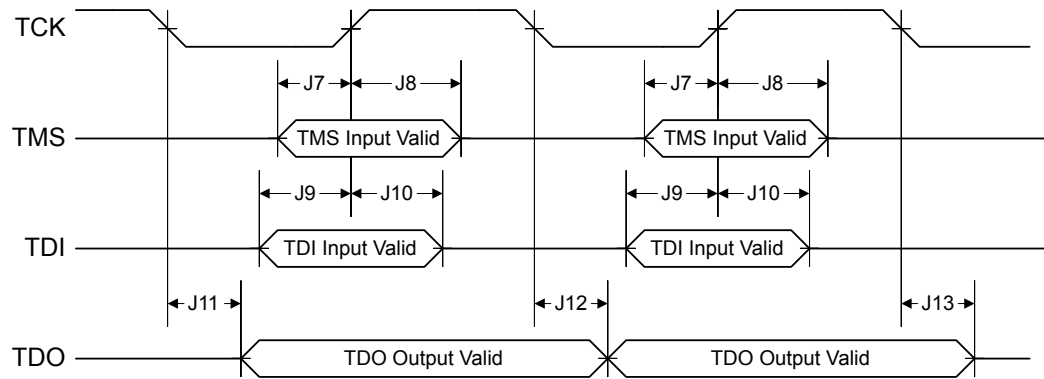 TCK
J7 J8 J7 J8
TMS TMS Input Valid TMS Input Valid
J9 J10 J9 J10
TDI TDI Input Valid TDI Input Valid
J11 J12 J13
TDO TDO Output Valid TDO Output Valid